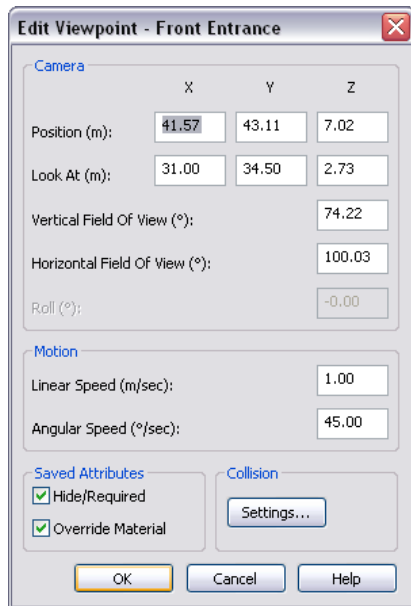 Edit Viewpoint - Front Entrance
Camera
X Y Z
Position (m): 41.57 43.11 7.02
Look At (m): 31.00 34.50 2.73
Vertical Field Of View (°): 74.22
Horizontal Field Of View (°): 100.03
Roll (°): -0.00
Motion
Linear Speed (m/sec): 1.00
Angular Speed (°/sec): 45.00
Saved Attributes Collision
Hide/Required
Settings...
Override Material
OK Cancel Help